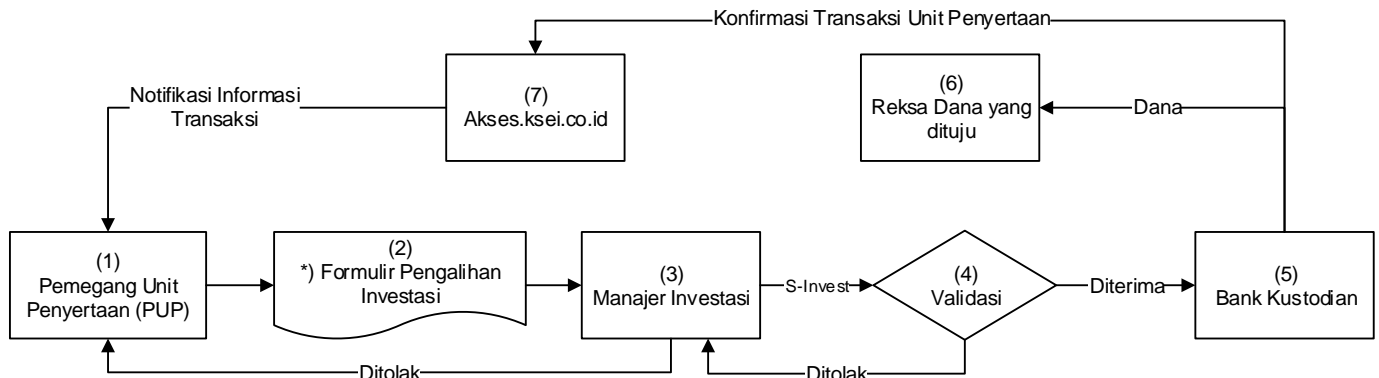 Konfirmasi Transaksi Unit Penyertaan
(7)
Akses.ksei.co.id
(6)
Reksa Dana yang
dituju
Notifikasi Informasi
Transaksi
Dana
(1)
Pemegang Unit
Penyertaan (PUP)
(2)
*) Formulir Pengalihan
Investasi
(3)
Manajer Investasi
S-Invest
(4)
Validasi
Diterima
(5)
Bank Kustodian
Ditolak
Ditolak